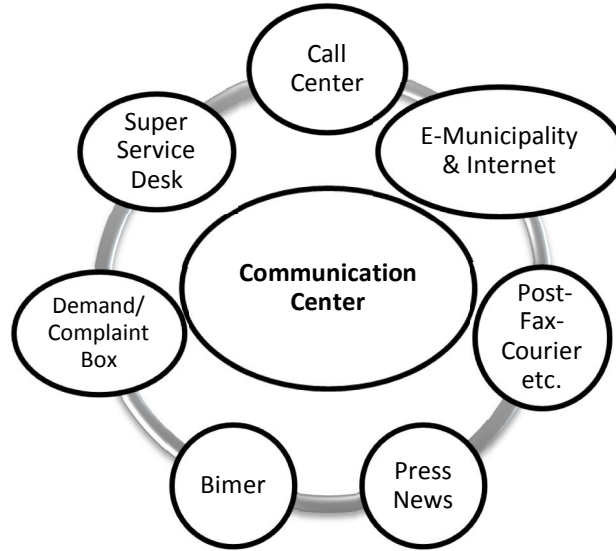 Call
Center
E-Municipality
& Internet
Post-
Fax-
Courier
etc.
Press
News
Bimer
Demand/
Complaint
Box
Super
Service
Desk
Communication
Center